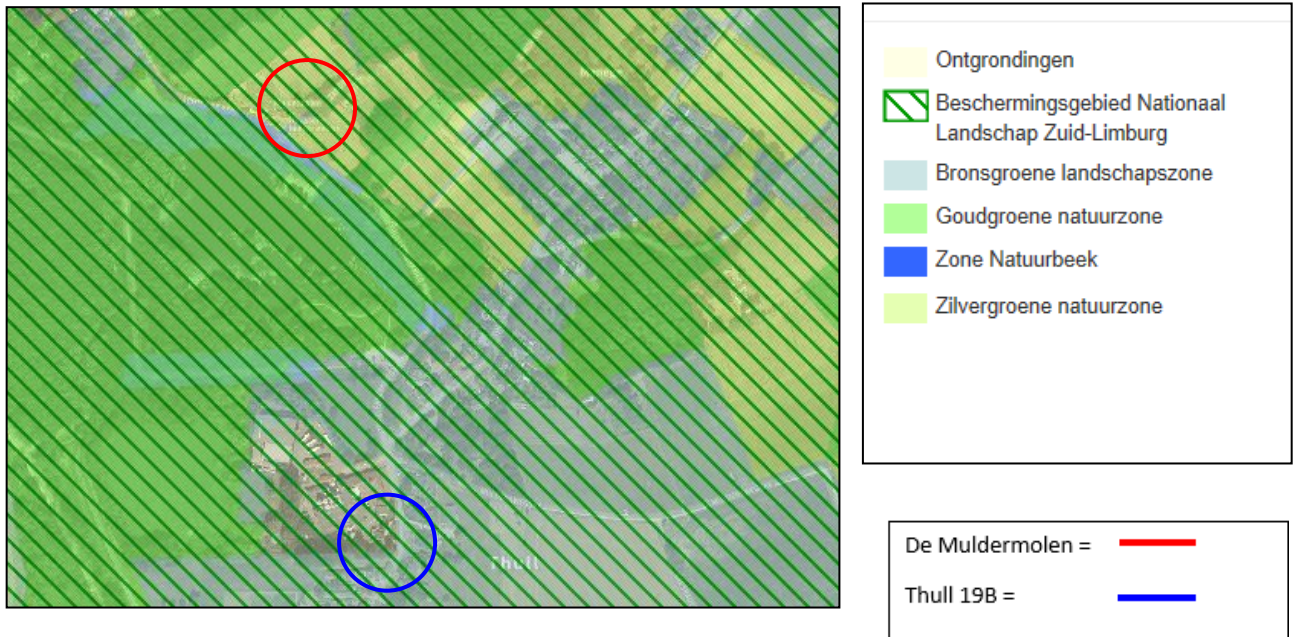 Thull
Ontgrondingen
Beschermingsgebied Nationaal
Landschap Zuid-Limburg
Bronsgroene landschapszone
Goudgroene natuurzone
Zone Natuurbeek
Zilvergroene natuurzone
De Muldermolen =
Thull 19B =